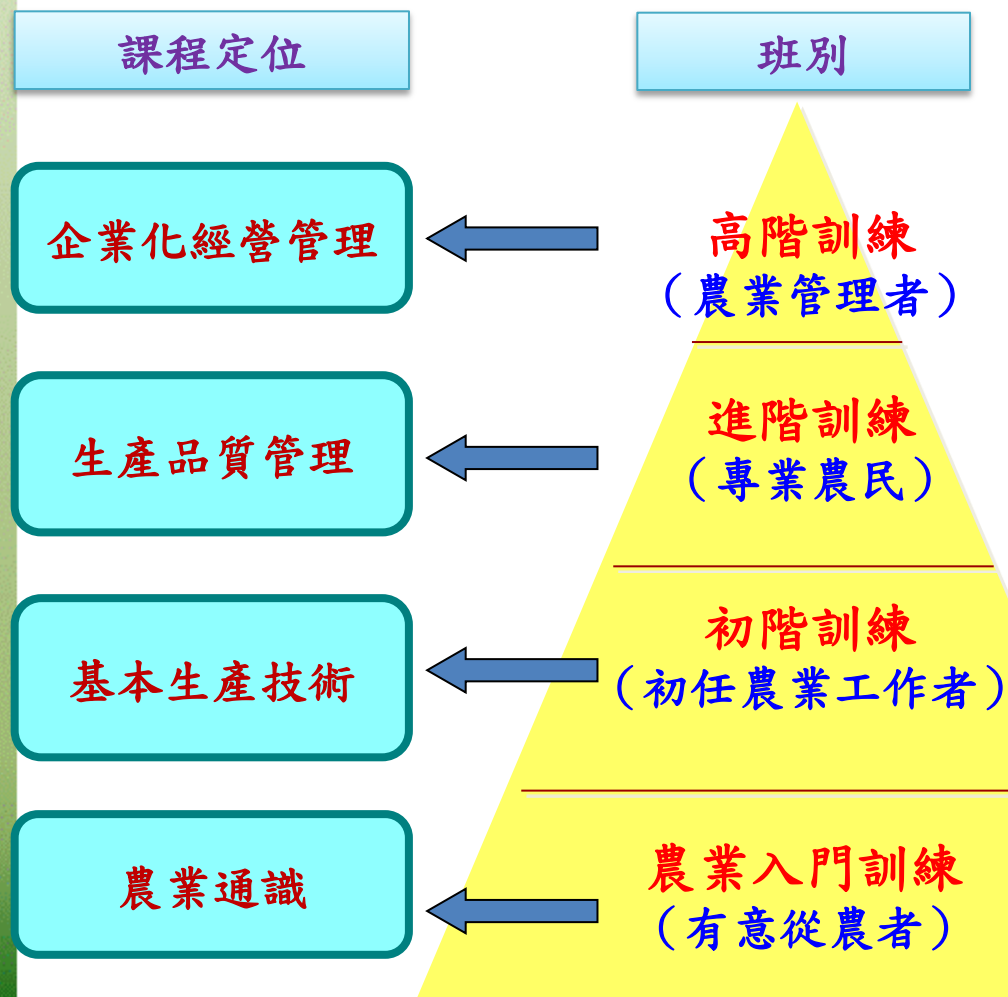 課程定位
班別
企業化經營管理
高階訓練
（農業管理者）
生產品質管理
進階訓練
（專業農民）
基本生產技術
初階訓練
（初任農業工作者）
農業通識
農業入門訓練
（有意從農者）